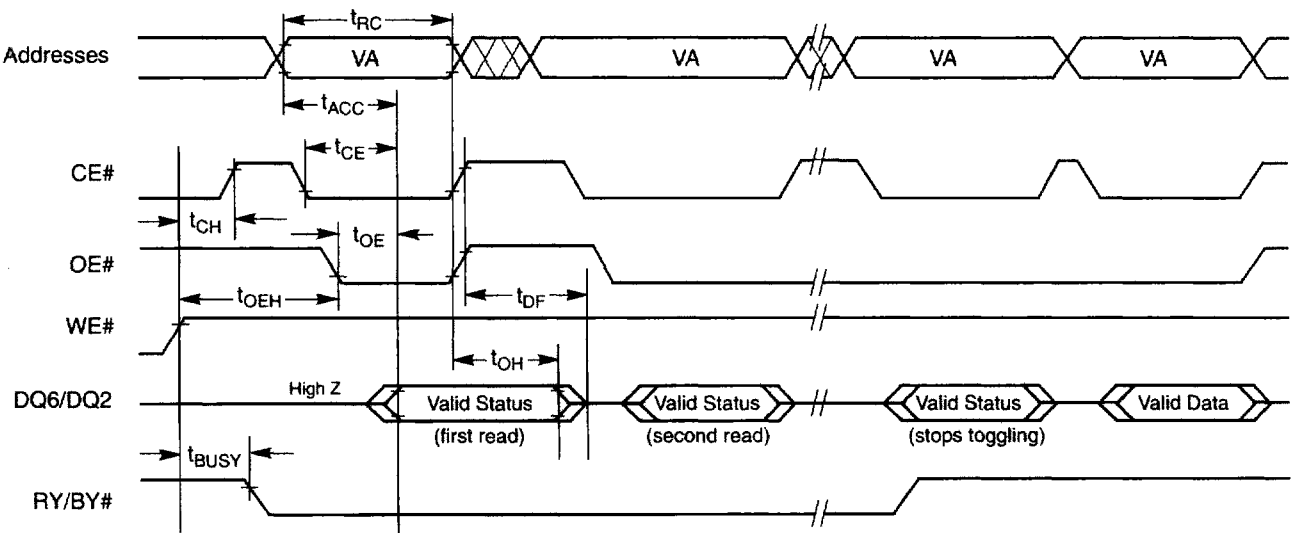 tRC
Addresses VA VA VA VA
tACC
tCE
CE#
tCH
tOE
OE#
tOEH tDF
WE#
tOH
High Z
DQ6/DQ2 Valid Status Valid Status Valid Status Valid Data
(first read) (second read) (stops toggling)
tBUSY
RY/BY#